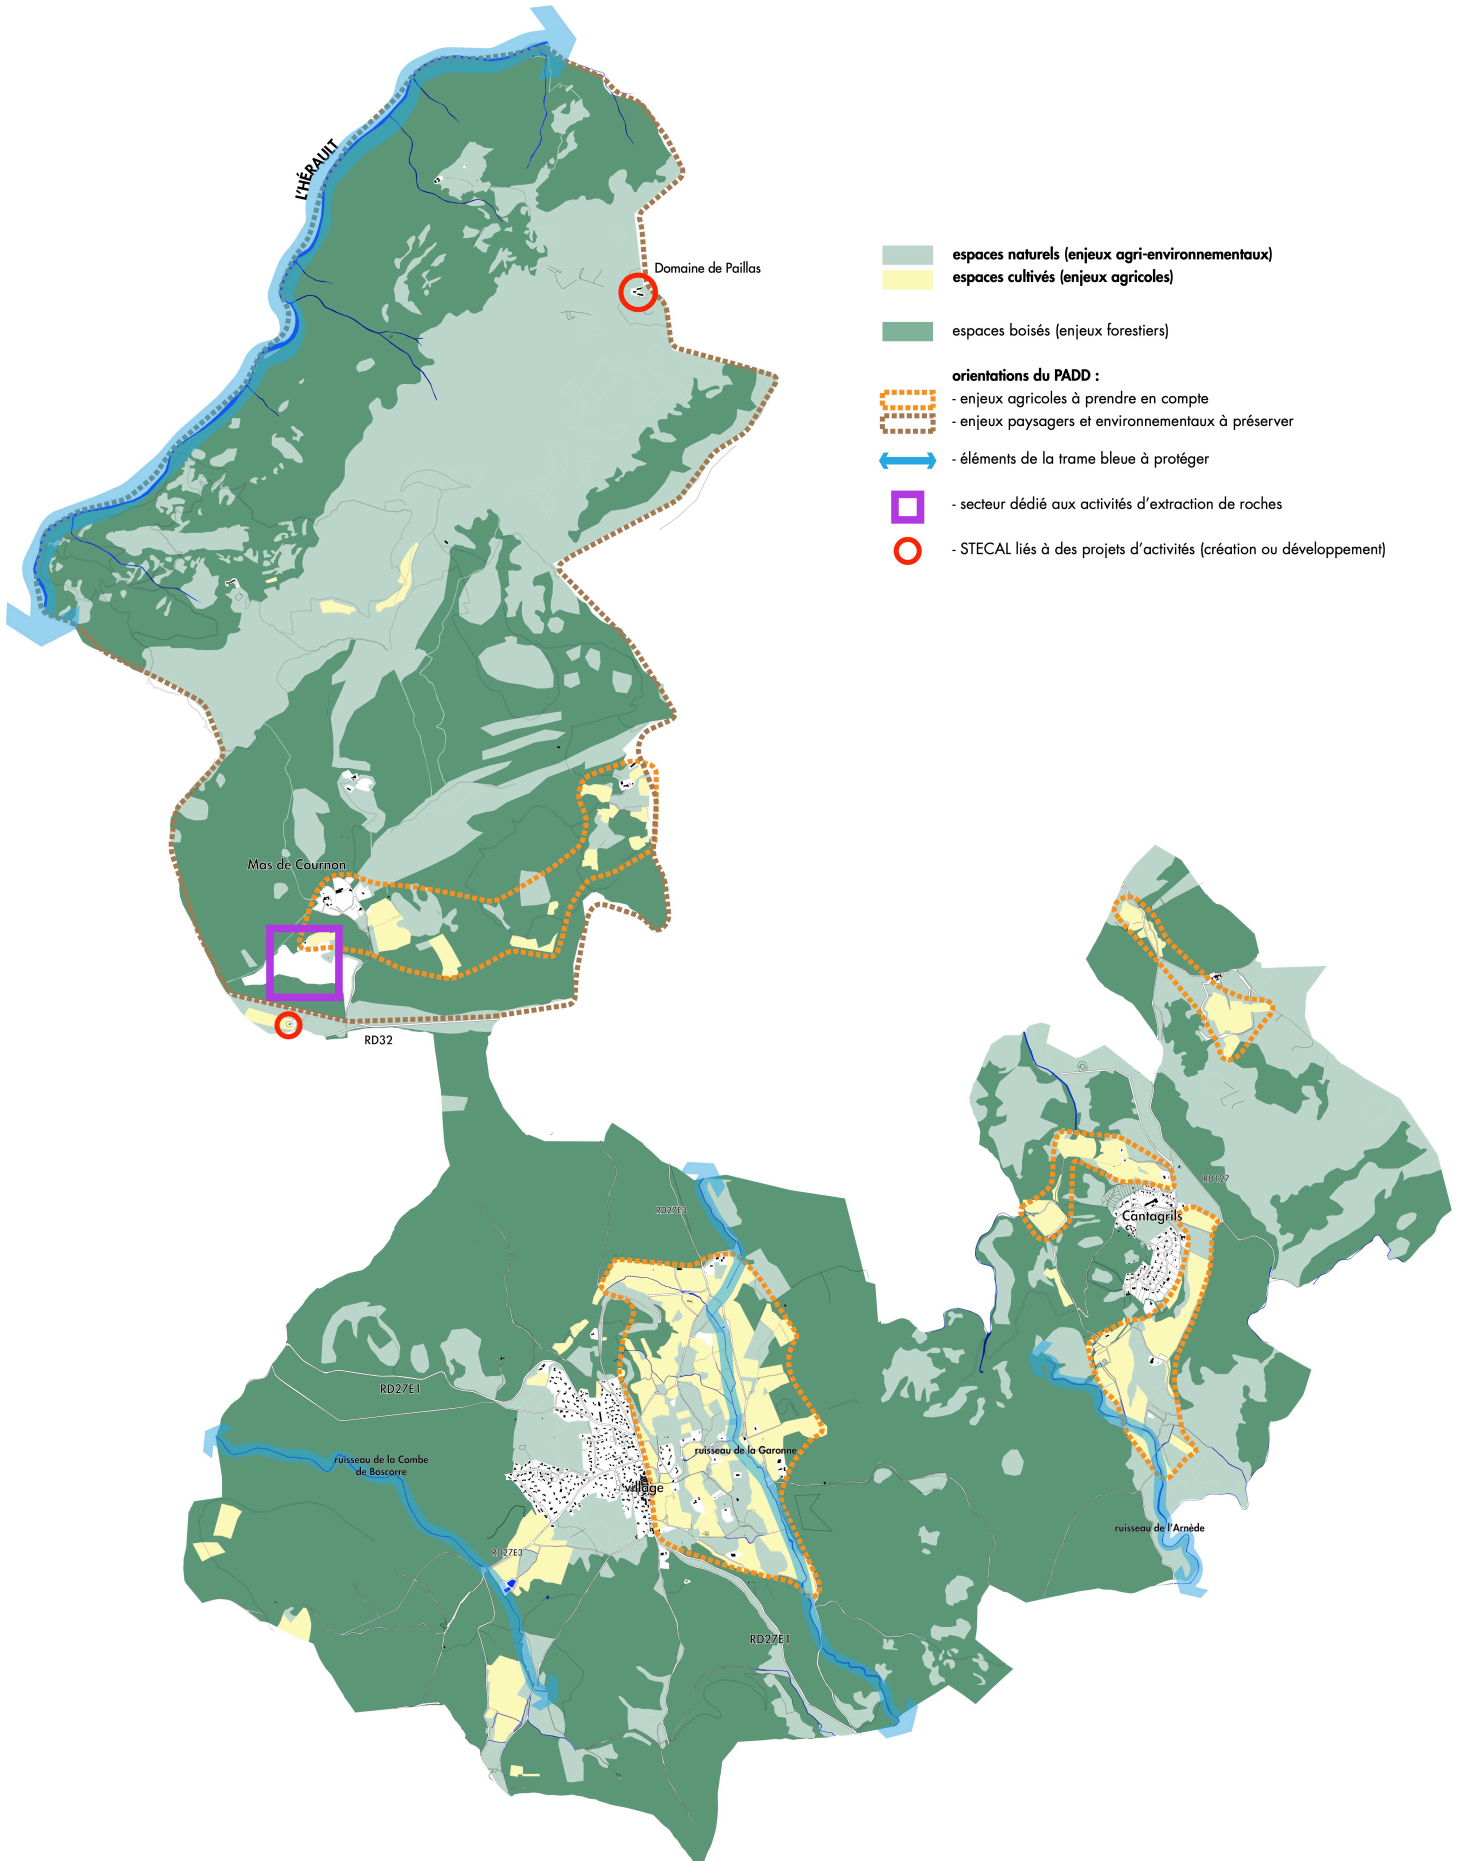 L'HÉRAULT
Domaine de Paillas
espaces naturels (enjeux agri-environnementaux)
espaces cultivés (enjeux agricoles)
espaces boisés (enjeux forestiers)
orientations du PADD :
- enjeux agricoles à prendre en compte
- enjeux paysagers et environnementaux à préserver
- éléments de la trame bleue à protéger
- secteur dédié aux activités d'extraction de roches
- STECAL liés à des projets d'activités (création ou développement)
Mas de Cournon
RD32
RD127
RD27E3
Cantagrils
RD27E1
ruisseau de la Garonne
ruisseau de la Combe
de Boscorre
village
ruisseau de l'Arnède
RD27E3
RD27E1